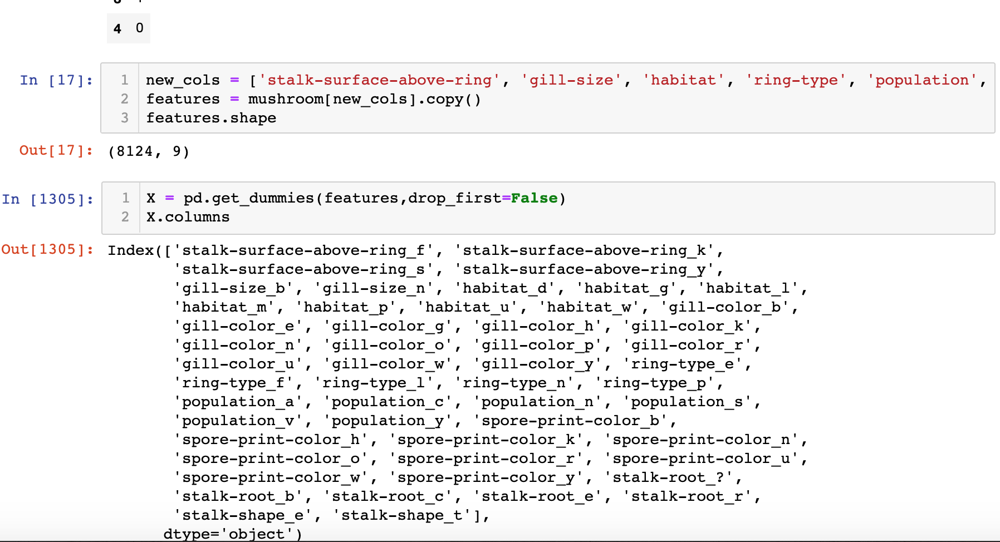 4 0
In [17]:
1 new_cols = ['stalk-surface-above-ring', 'gill-size', 'habitat', 'ring-type', 'population',
2 features = mushroom[new_cols].copy()
3 features.shape
Out[17]: (8124, 9)
In [1305]:
1 X = pd.get_dummies(features,drop_first=False)
2 X.columns
Out[1305]: Index(['stalk-surface-above-ring_f', 'stalk-surface-above-ring_k',
'stalk-surface-above-ring_s', 'stalk-surface-above-ring_y',
'gill-size_b', 'gill-size_n', 'habitat_d', 'habitat_g', 'habitat_l',
'habitat_m', 'habitat_p', 'habitat_u', 'habitat_w', 'gill-color_b',
'gill-color_e', 'gill-color_g', 'gill-color_h', 'gill-color_k',
'gill-color_n', 'gill-color_o', 'gill-color_p', 'gill-color_r',
'gill-color_u', 'gill-color_w', 'gill-color_y', 'ring-type_e',
'ring-type_f', 'ring-type_l', 'ring-type_n', 'ring-type_p',
'population_a', 'population_c', 'population_n', 'population_s',
'population_v', 'population_y', 'spore-print-color_b',
'spore-print-color_h', 'spore-print-color_k', 'spore-print-color_n',
'spore-print-color_o', 'spore-print-color_r', 'spore-print-color_u',
'spore-print-color_w', 'spore-print-color_y', 'stalk-root_?',
'stalk-root_b', 'stalk-root_c', 'stalk-root_e', 'stalk-root_r',
'stalk-shape_e', 'stalk-shape_t'],
dtype='object')